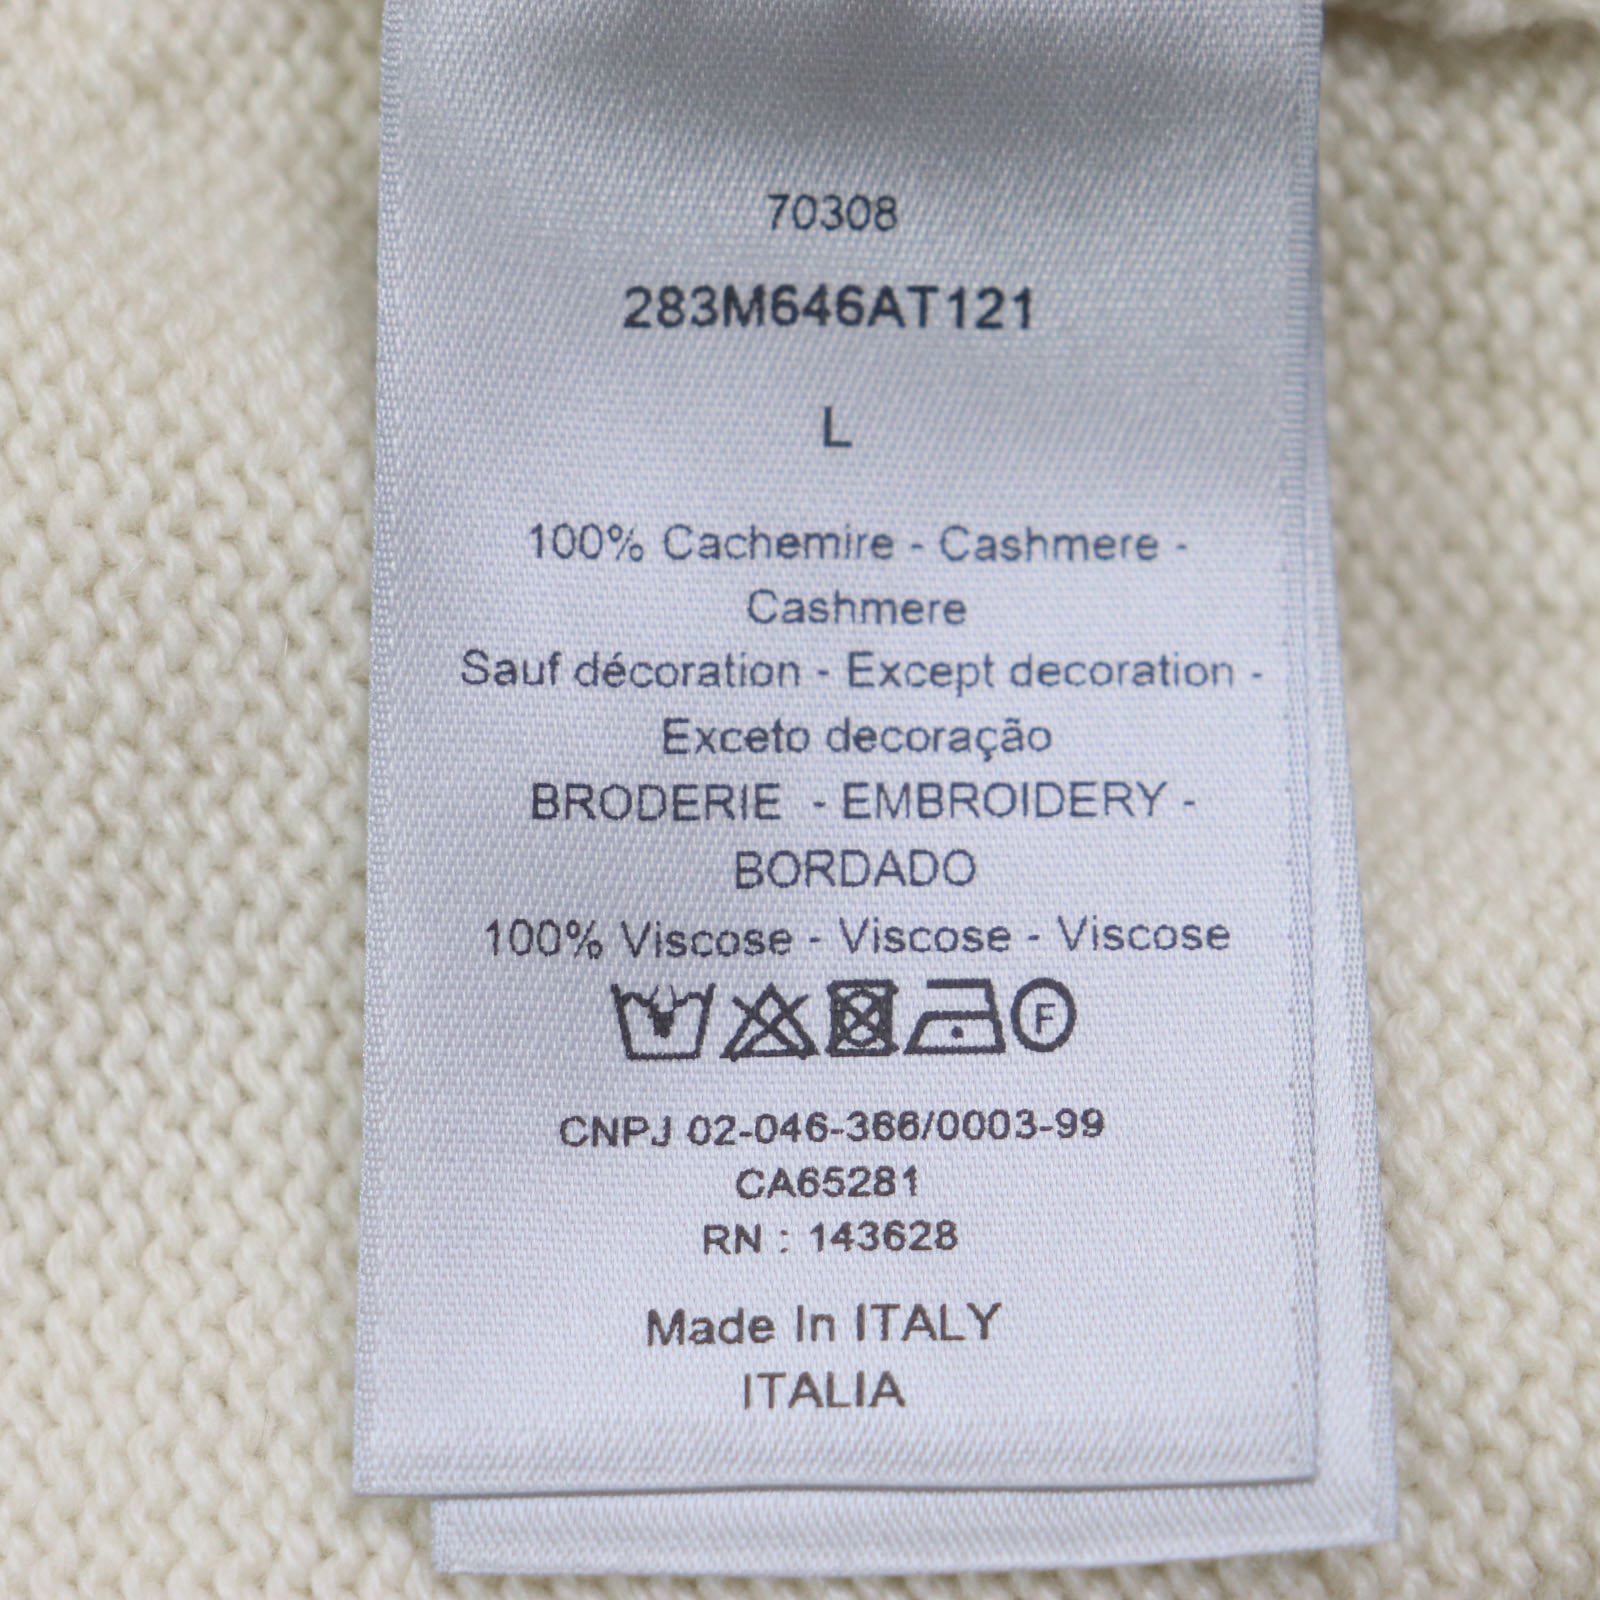 70308
283M646AT121
L
100% Cachemire - Cashmere -
Cashmere
Sauf décoration - Except decoration -
Exceto decoração
BRODERIE - EMBROIDERY -
BORDADO
100% Viscose - Viscose - Viscose
F
CNPJ 02-046-366/0003-99
CA65281
RN : 143628
Made In ITALY
ITALIA